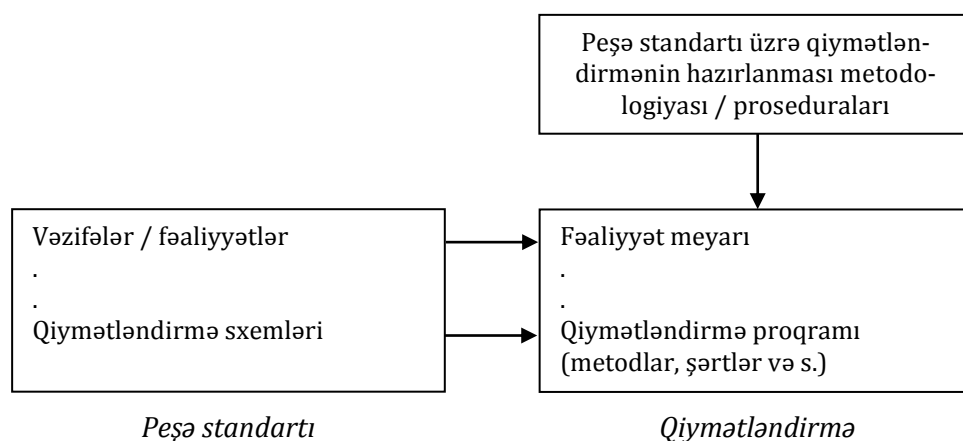 Peşə standartı üzrə qiymətlən-
dirmənin hazırlanması metodo-
logiyası / proseduraları
Vəzifələr / fəaliyyətlər
.
.
Qiymətləndirmə sxemləri
Fəaliyyət meyarı
.
.
Qiymətləndirmə proqramı
(metodlar, şərtlər və s.)
Peşə standartı
Qiymətləndirmə